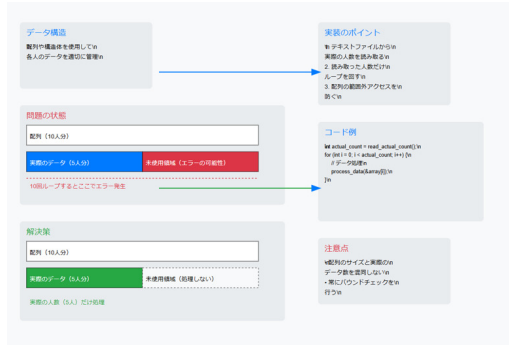 データ構造
配列や構造体を使用して\n
各人のデータを適切に管理\n
問題の状態
配列（10人分）
実際のデータ（5人分）
未使用領域（エラーの可能性）
10回ループするとここでエラー発生
解決策
配列（10人分）
実際のデータ（5人分）
未使用領域（処理しない）
実際の人数（5人）だけ処理
実装のポイント
テキストファイルから\n
実際の人数を読み取る\n
2. 読み取った人数だけ\n
ループを回す\n
3. 配列の範囲外アクセスを\n
防ぐ\n
コード例
int actual_count = read_actual_count();\n
for (int i = 0; i < actual_count; i++) {\n
// データ処理\n
process_data(&array[i]);\n
}\n
注意点
配列のサイズと実際の\n
データ数を混同しない\n
• 常にバウンドチェックを\n
行う\n